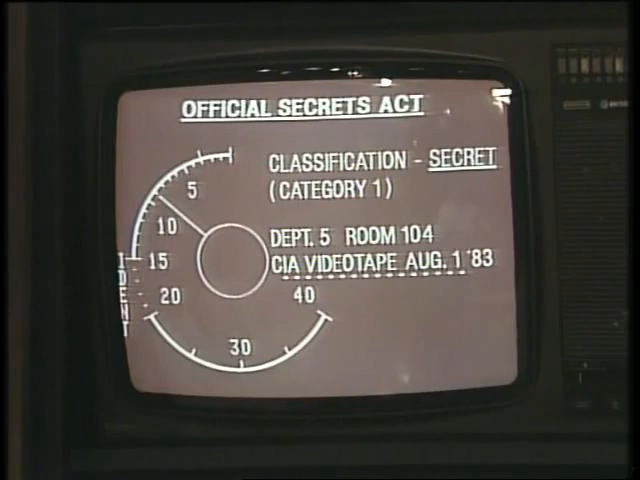 OFFICIAL SECRETS ACT
CLASSIFICATION - SECRET
(CATEGORY 1)
5
10
DEPT. 5 ROOM 104
15
CIA VIDEOTAPE AUG. 1 '83
20
40
30
IDENT